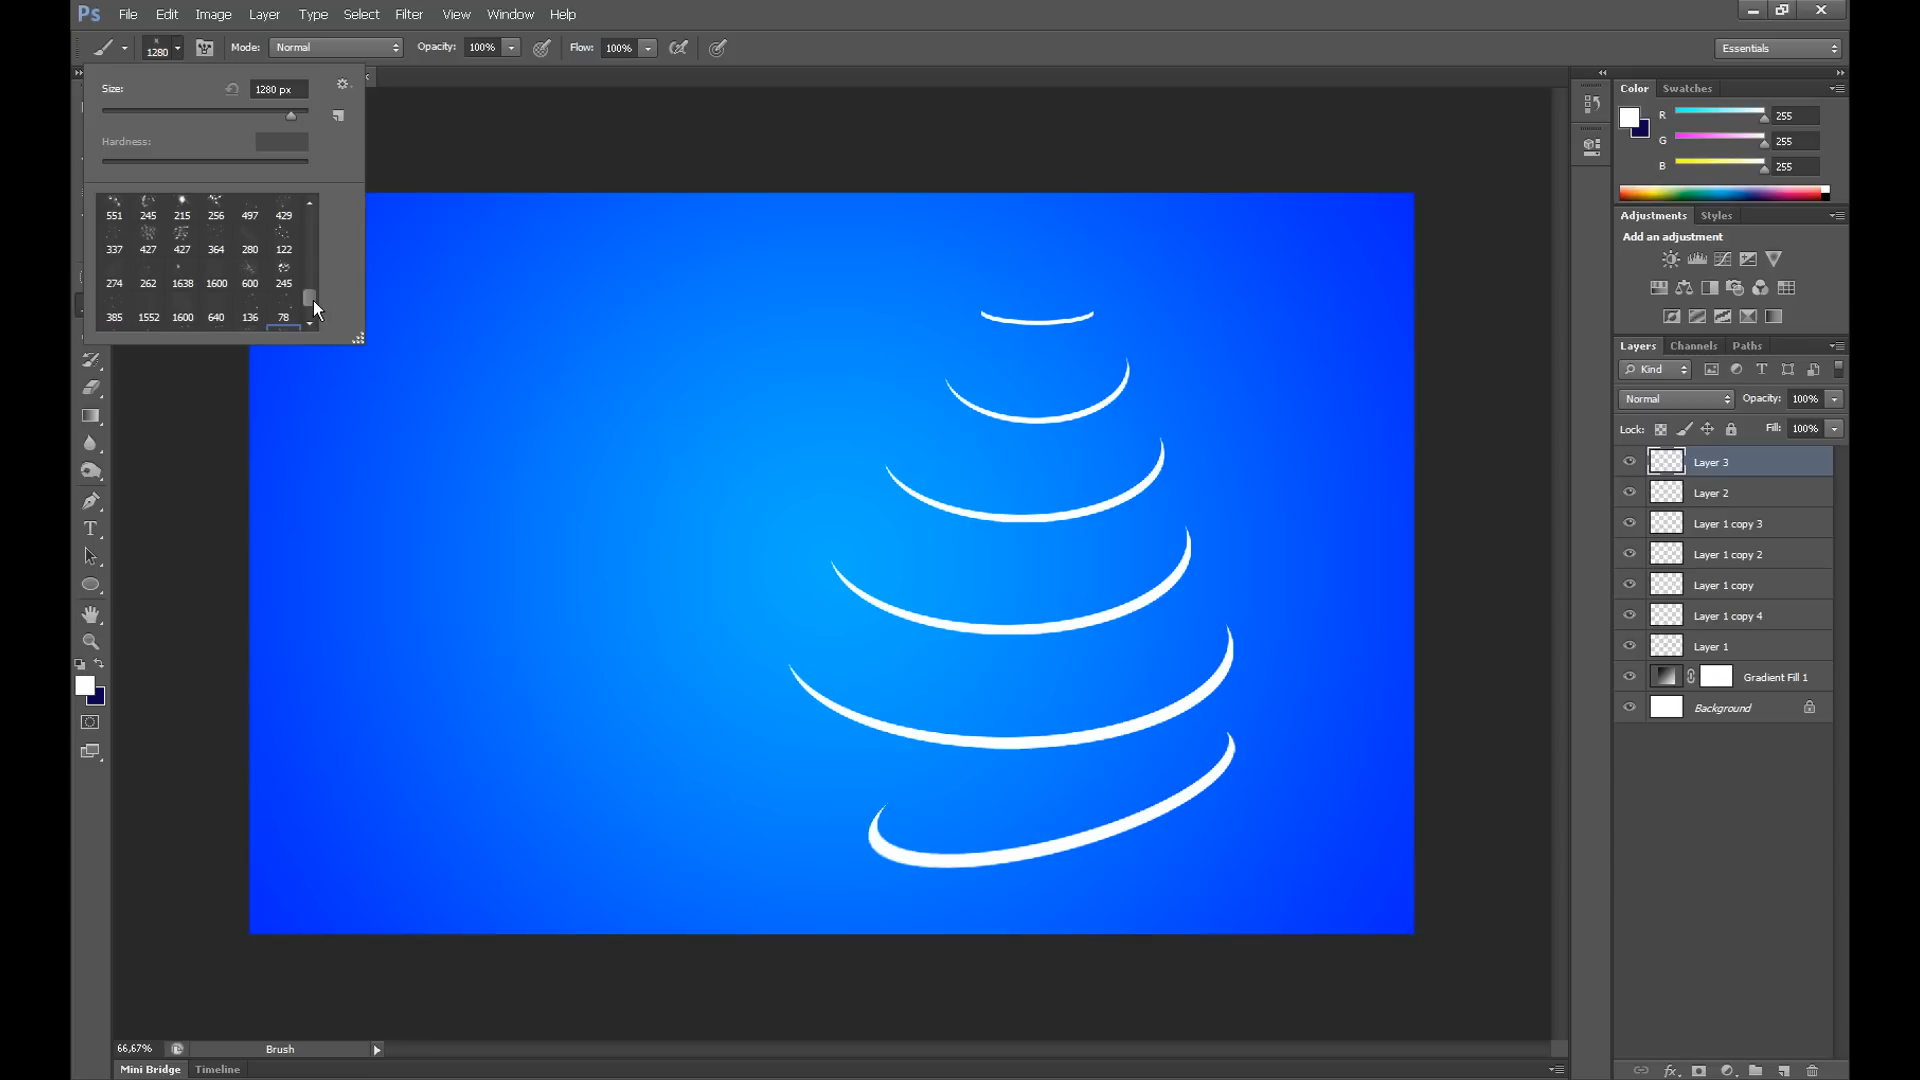 Ps File Edit Image Layer Type Select Filter View Window Help
1280 Mode: Normal Opacity: 100% Flow: 100% Essentials
Size: 1280 px
Hardness:
551 245 215 256 497 429
337 427 427 364 280 122
274 262 1638 1600 600 245
385 1552 1600 640 136 78
Color Swatches
R 255
G 255
B 255
Adjustments Styles
Add an adjustment
Layers Channels Paths
Kind
Normal Opacity: 100%
Lock: Fill: 100%
Layer 3
Layer 2
Layer 1 copy 3
Layer 1 copy 2
Layer 1 copy
Layer 1 copy 4
Layer 1
Gradient Fill 1
Background
66,67% Brush
Mini Bridge Timeline